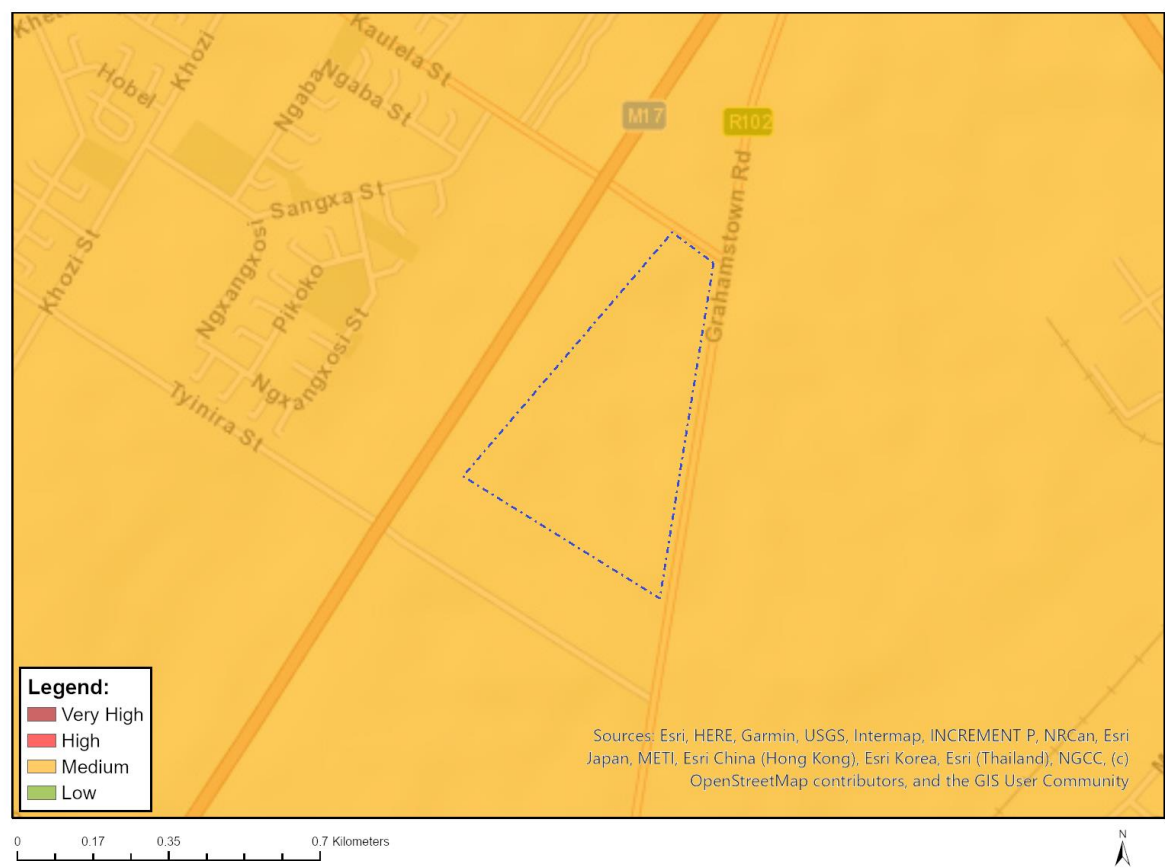 Khozi
Kaulela St
Hobel
Ngaba
Ngaba St
M17
R102
Sangxa St
Grahamstown Rd
Khozi St
Ngxangxosi
Pikoko
Ngxangxosi St
Tyinira St
Legend:
Very High
High
Medium
Low
Sources: Esri, HERE, Garmin, USGS, Intermap, INCREMENT P, NRCan, Esri
Japan, METI, Esri China (Hong Kong), Esri Korea, Esri (Thailand), NGCC, (c)
OpenStreetMap contributors, and the GIS User Community
0 0.17 0.35 0.7 Kilometers
N